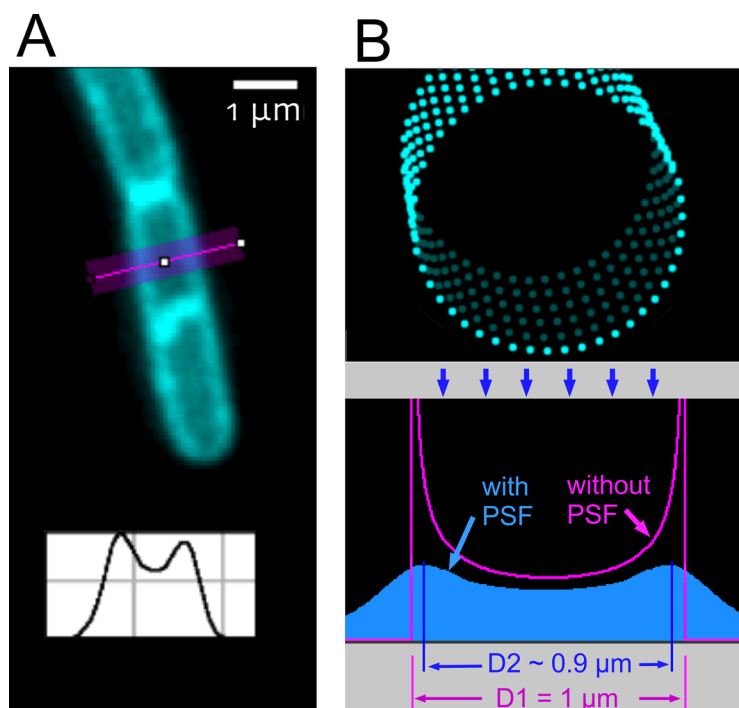 A
1 µm
B
with
PSF
without
PSF
D2 ~ 0.9 µm
D1 = 1 µm